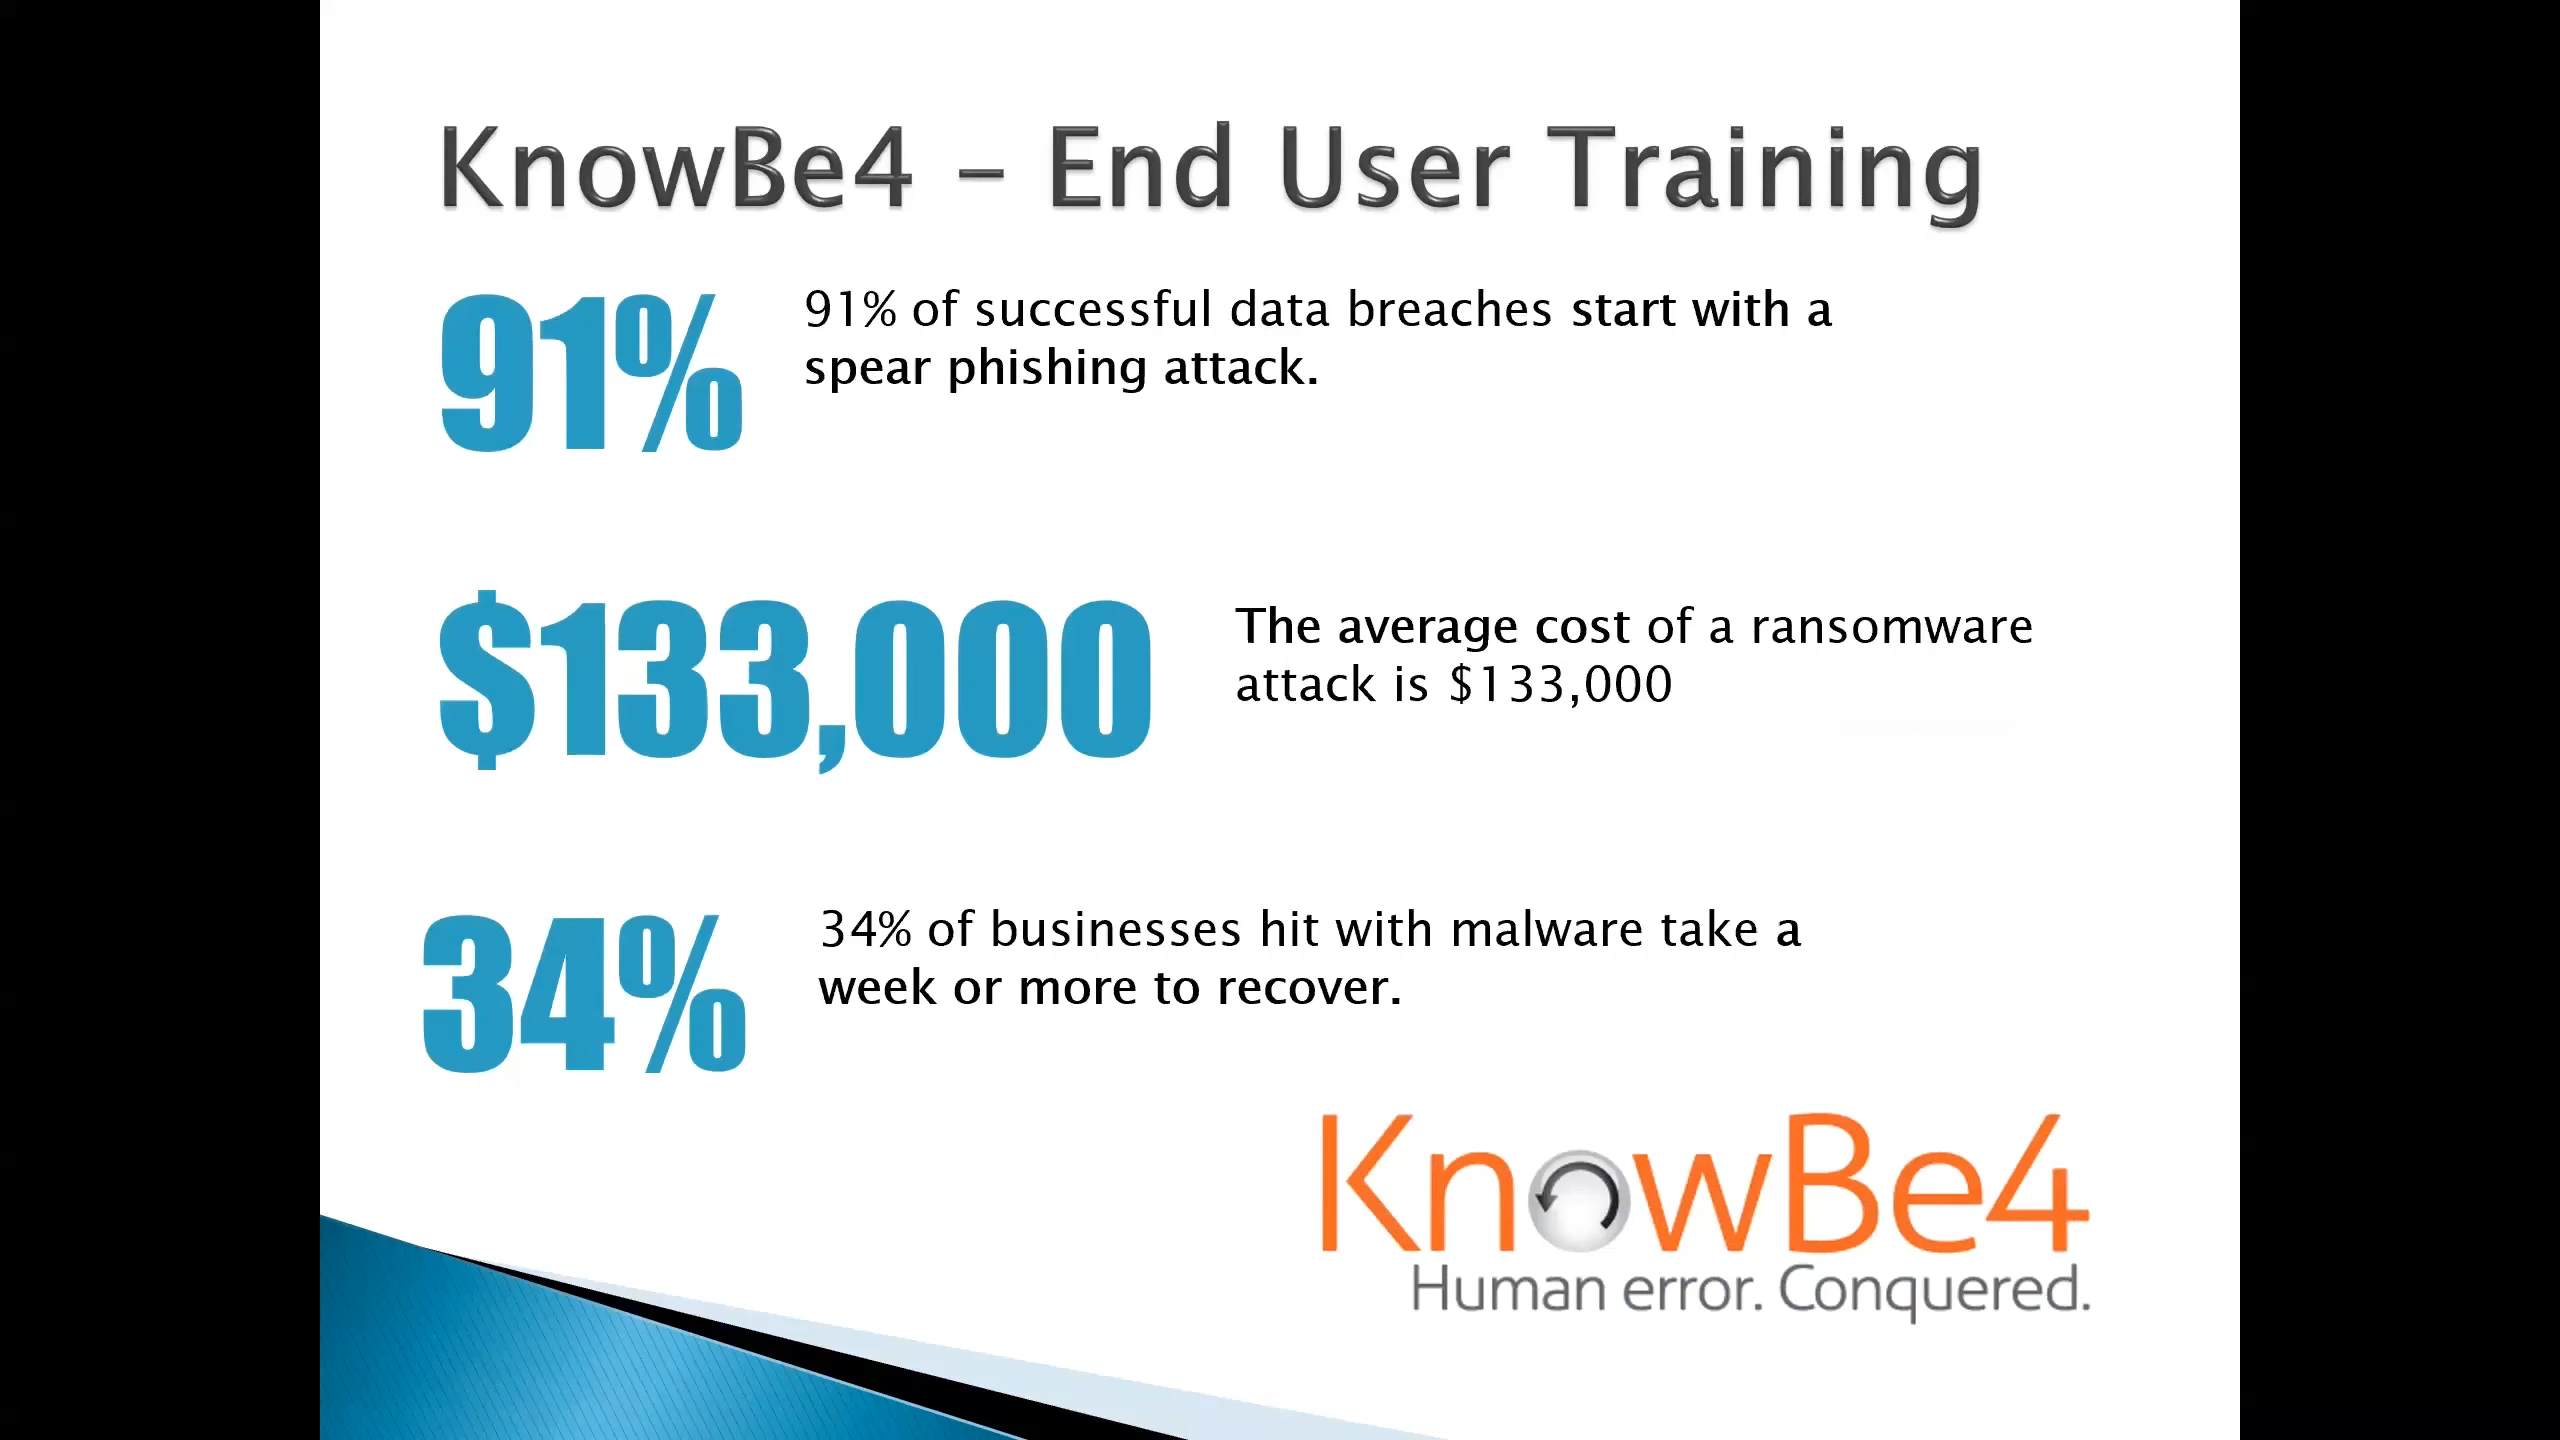 KnowBe4 – End User Training
91%
91% of successful data breaches start with a
spear phishing attack.
$133,000
The average cost of a ransomware
attack is $133,000
34%
34% of businesses hit with malware take a
week or more to recover.
KnowBe4
Human error. Conquered.